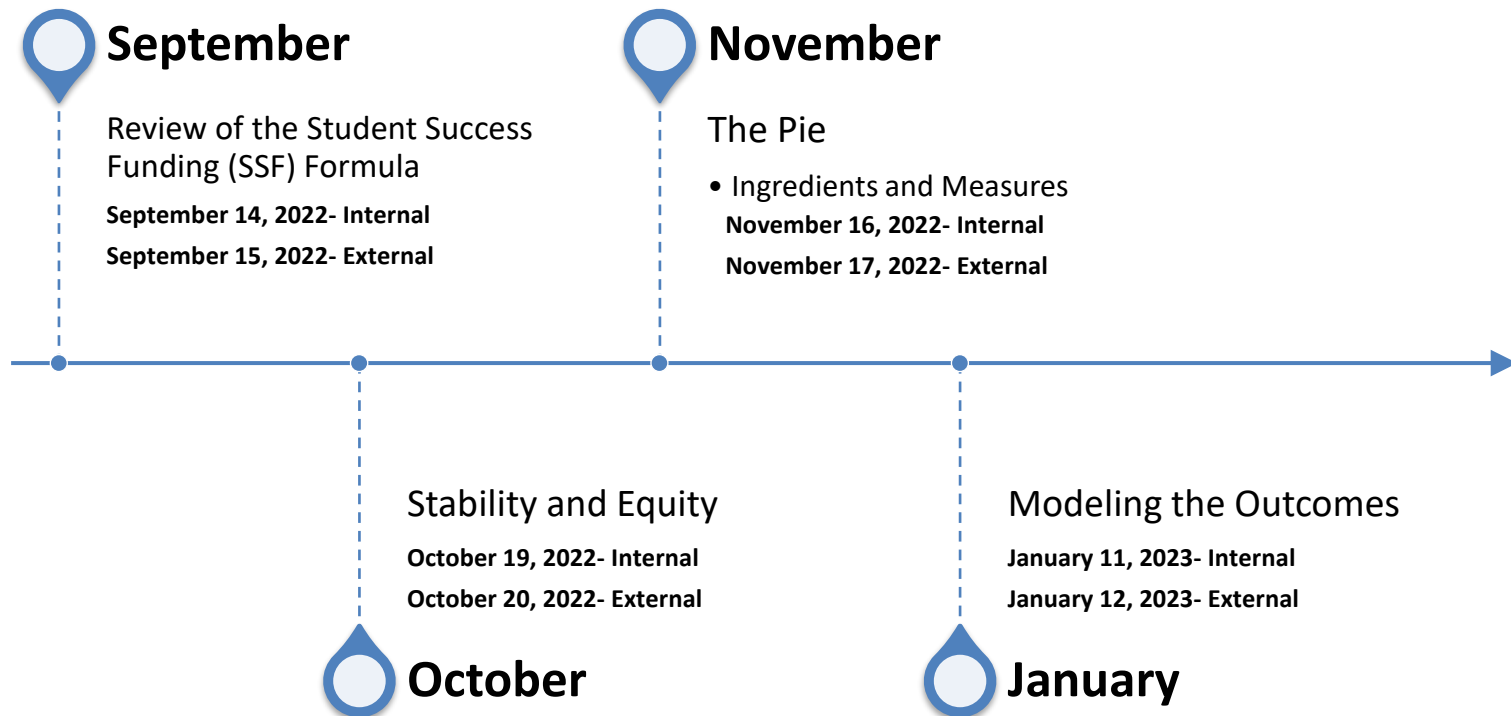 September
Review of the Student Success
Funding (SSF) Formula
September 14, 2022- Internal
September 15, 2022- External
November
The Pie
• Ingredients and Measures
November 16, 2022- Internal
November 17, 2022- External
Stability and Equity
October 19, 2022- Internal
October 20, 2022- External
October
Modeling the Outcomes
January 11, 2023- Internal
January 12, 2023- External
January